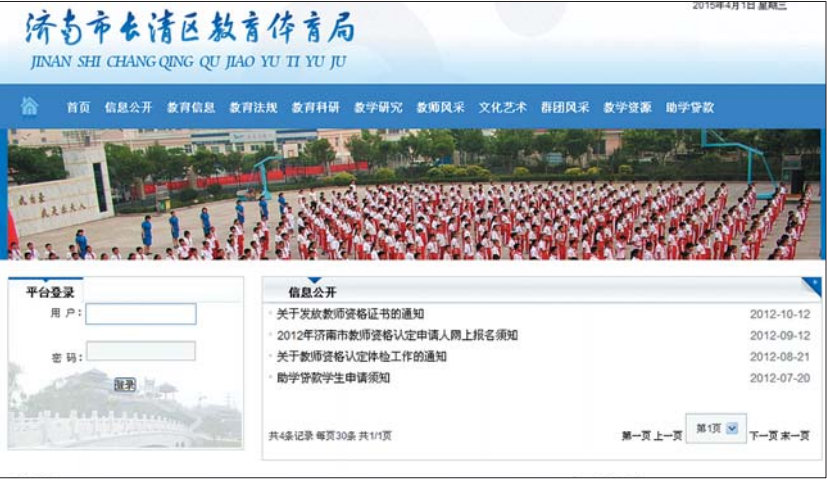 2015年4月1日 星期三
济南市长清区教育体育局
JINAN SHI CHANG QING QU JIAO YU TI YU JU
首页 信息公开 教育信息 教育法规 教育科研 教学研究 教师风采 文化艺术 群团风采 教学资源 助学贷款
平台登录
用 户：
密 码：
登录
信息公开
关于发放教师资格证书的通知 2012-10-12
2012年济南市教师资格认定申请人网上报名须知 2012-09-12
关于教师资格认定体检工作的通知 2012-08-21
助学贷款学生申请须知 2012-07-20
共4条记录 每页30条 共1/1页
第一页 上一页 第1页 下一页 末一页